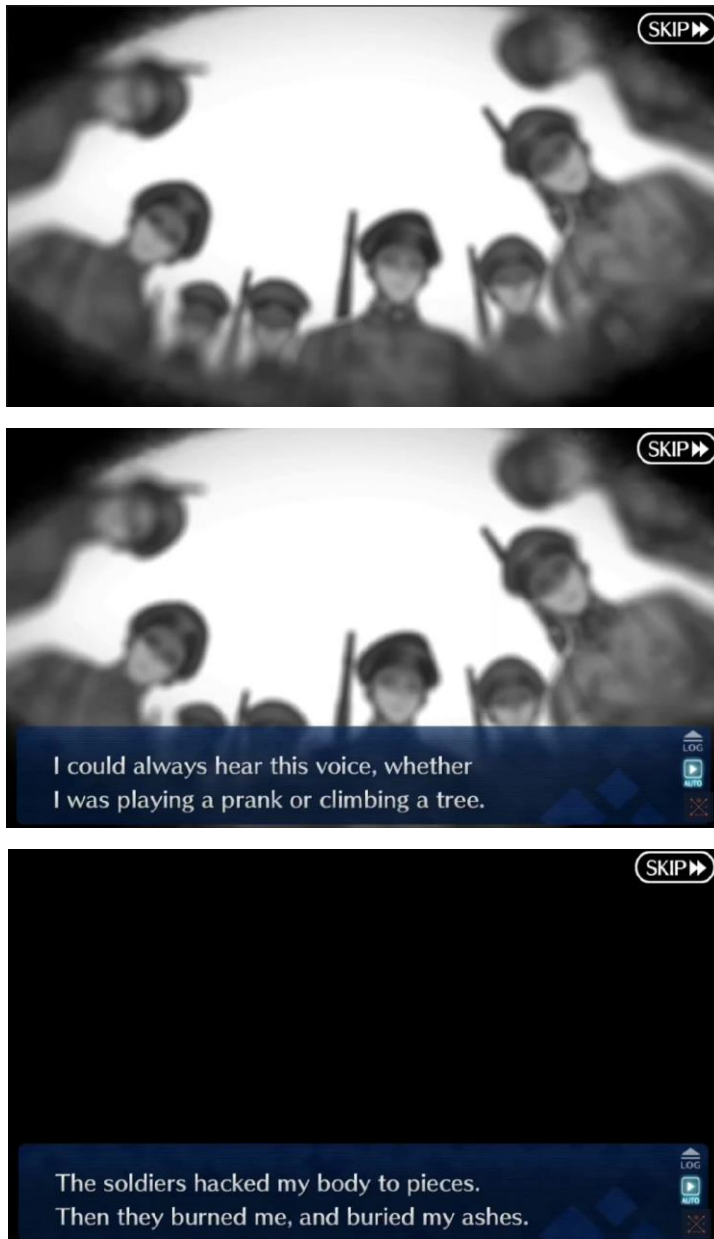 SKIP
SKIP
I could always hear this voice, whether
I was playing a prank or climbing a tree.
LOG
AUTO
SKIP
The soldiers hacked my body to pieces.
Then they burned me, and buried my ashes.
LOG
AUTO